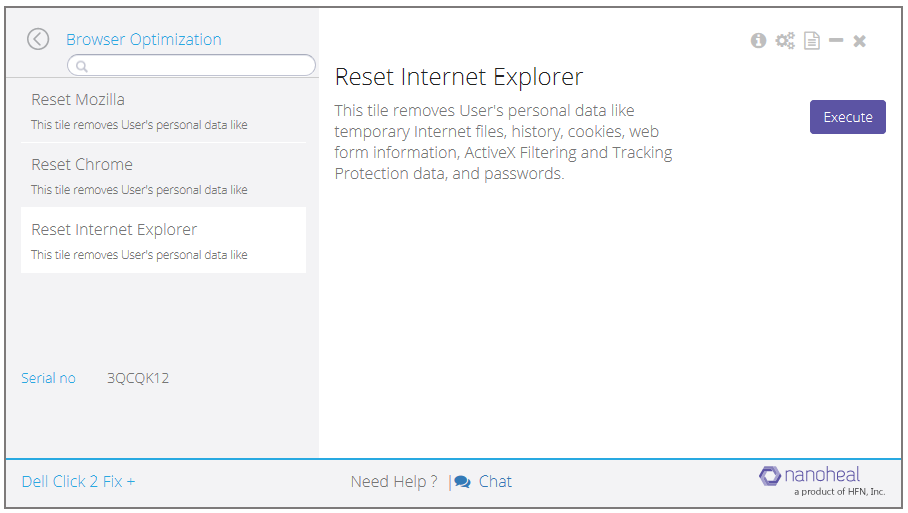 Browser Optimization
Reset Mozilla
This tile removes User's personal data like
Reset Chrome
This tile removes User's personal data like
Reset Internet Explorer
This tile removes User's personal data like
Serial no 3QCQK12
Reset Internet Explorer
This tile removes User's personal data like
temporary Internet files, history, cookies, web
form information, ActiveX Filtering and Tracking
Protection data, and passwords.
Execute
Dell Click 2 Fix +
Need Help ? | Chat
nanoheal
a product of HFN, Inc.